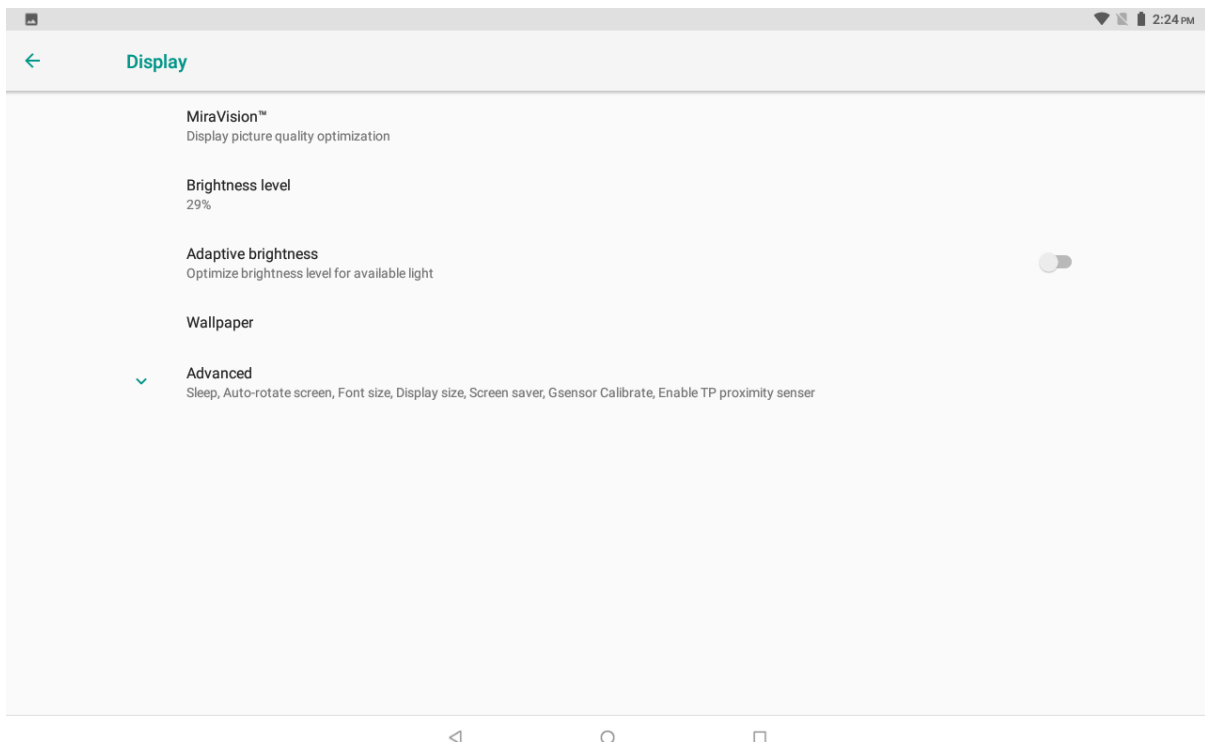 2:24 PM
Display
MiraVision™
Display picture quality optimization
Brightness level
29%
Adaptive brightness
Optimize brightness level for available light
Wallpaper
Advanced
Sleep, Auto-rotate screen, Font size, Display size, Screen saver, Gsensor Calibrate, Enable TP proximity senser